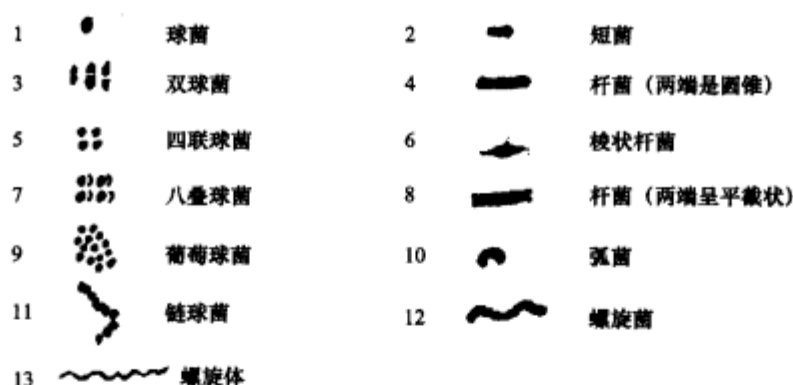 1 球菌 2 短菌
3 双球菌 4 杆菌（两端是圆锥）
5 四联球菌 6 棱状杆菌
7 八叠球菌 8 杆菌（两端呈平截状）
9 葡萄球菌 10 弧菌
11 链球菌 12 螺旋菌
13 螺旋体